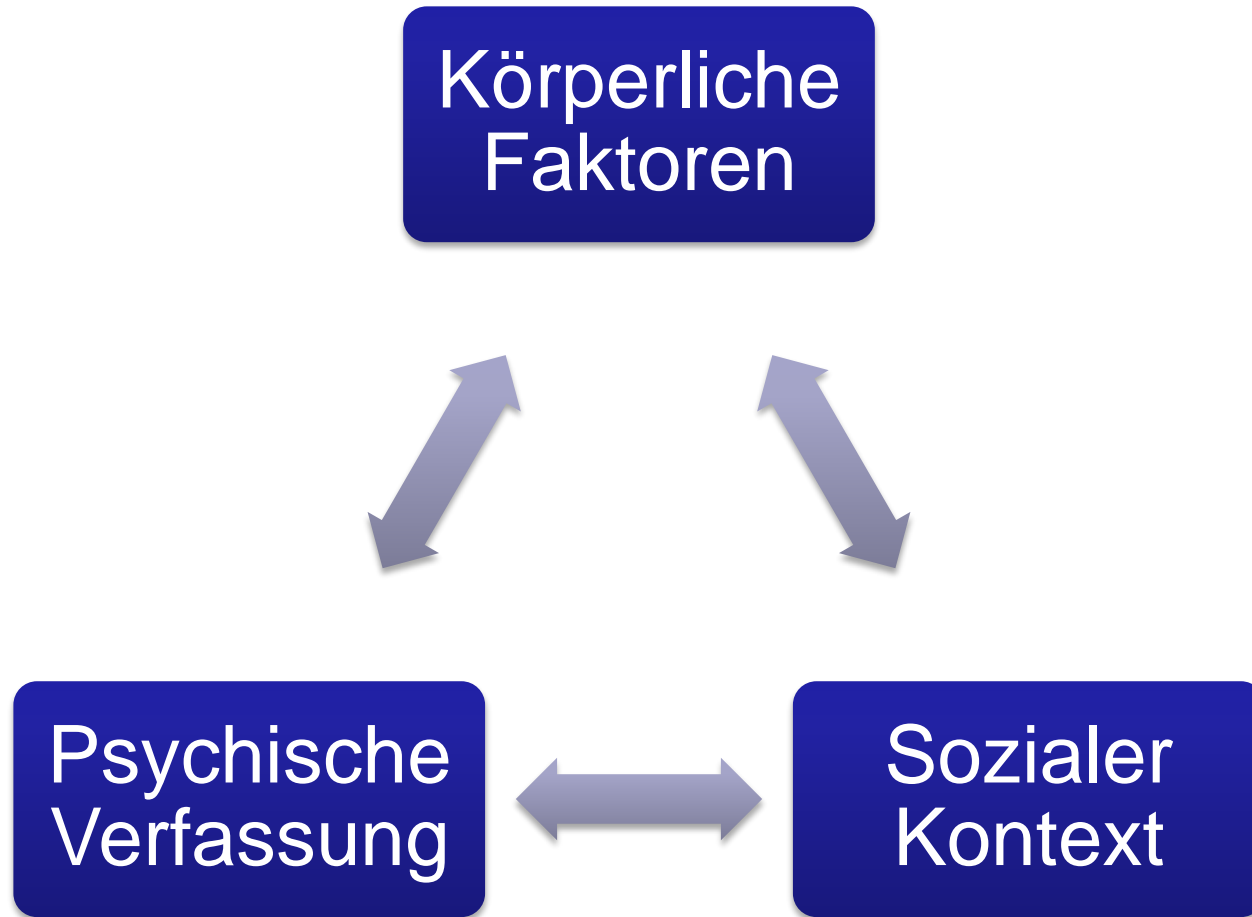 Körperliche
Faktoren
Psychische
Verfassung
Sozialer
Kontext